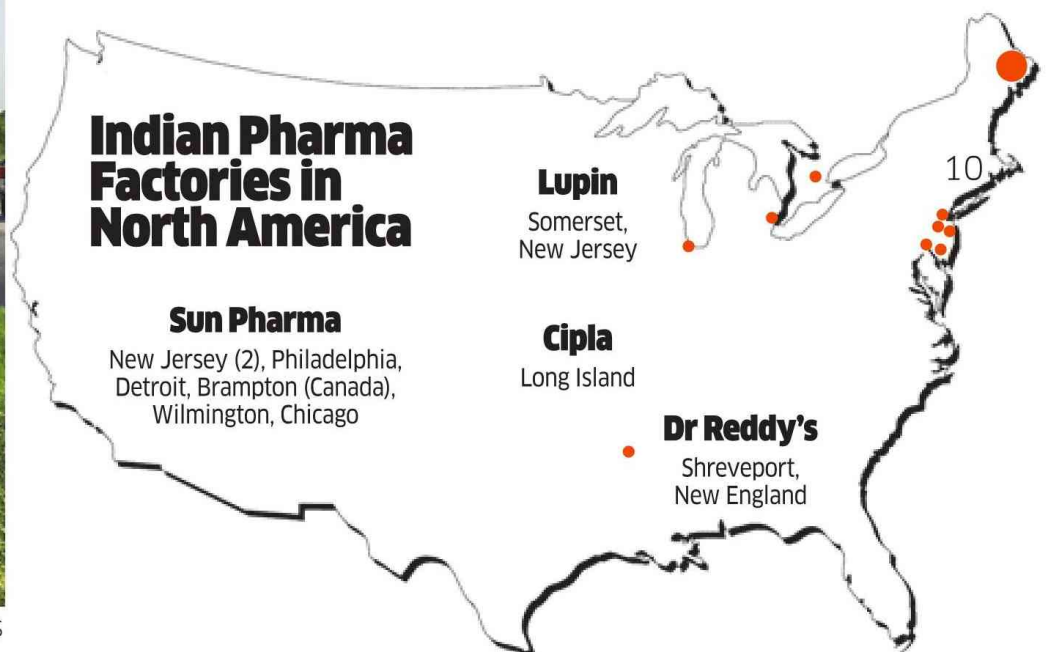 Indian Pharma
Factories in
North America
Lupin
Somerset,
New Jersey
10
Sun Pharma
New Jersey (2), Philadelphia,
Detroit, Brampton (Canada),
Wilmington, Chicago
Cipla
Long Island
Dr Reddy's
Shreveport,
New England